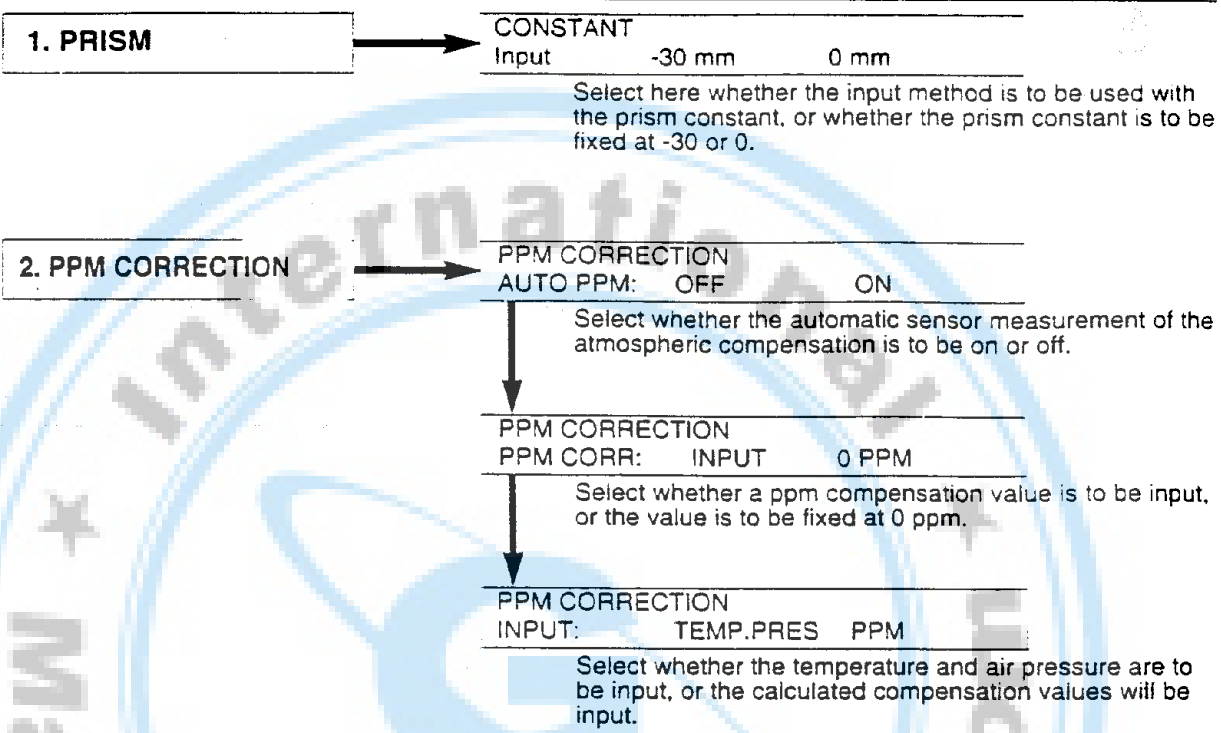 1. PRISM
CONSTANT
Input -30 mm 0 mm
Select here whether the input method is to be used with
the prism constant, or whether the prism constant is to be
fixed at -30 or 0.
2. PPM CORRECTION
PPM CORRECTION
AUTO PPM: OFF ON
Select whether the automatic sensor measurement of the
atmospheric compensation is to be on or off.
PPM CORRECTION
PPM CORR: INPUT 0 PPM
Select whether a ppm compensation value is to be input,
or the value is to be fixed at 0 ppm.
PPM CORRECTION
INPUT: TEMP.PRES PPM
Select whether the temperature and air pressure are to
be input, or the calculated compensation values will be
input.
International